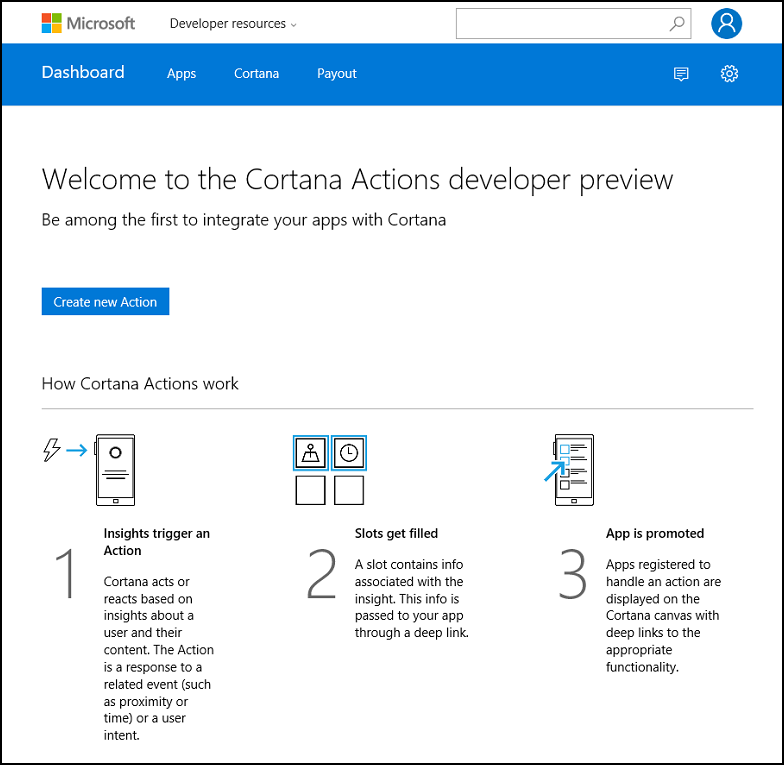 Microsoft
Developer resources
Dashboard
Apps
Cortana
Payout
Welcome to the Cortana Actions developer preview
Be among the first to integrate your apps with Cortana
Create new Action
How Cortana Actions work
1
Insights trigger an
Action
Cortana acts or
reacts based on
insights about a
user and their
content. The Action
is a response to a
related event (such
as proximity or
time) or a user
intent.
2
Slots get filled
A slot contains info
associated with the
insight. This info is
passed to your app
through a deep link.
3
App is promoted
Apps registered to
handle an action are
displayed on the
Cortana canvas with
deep links to the
appropriate
functionality.